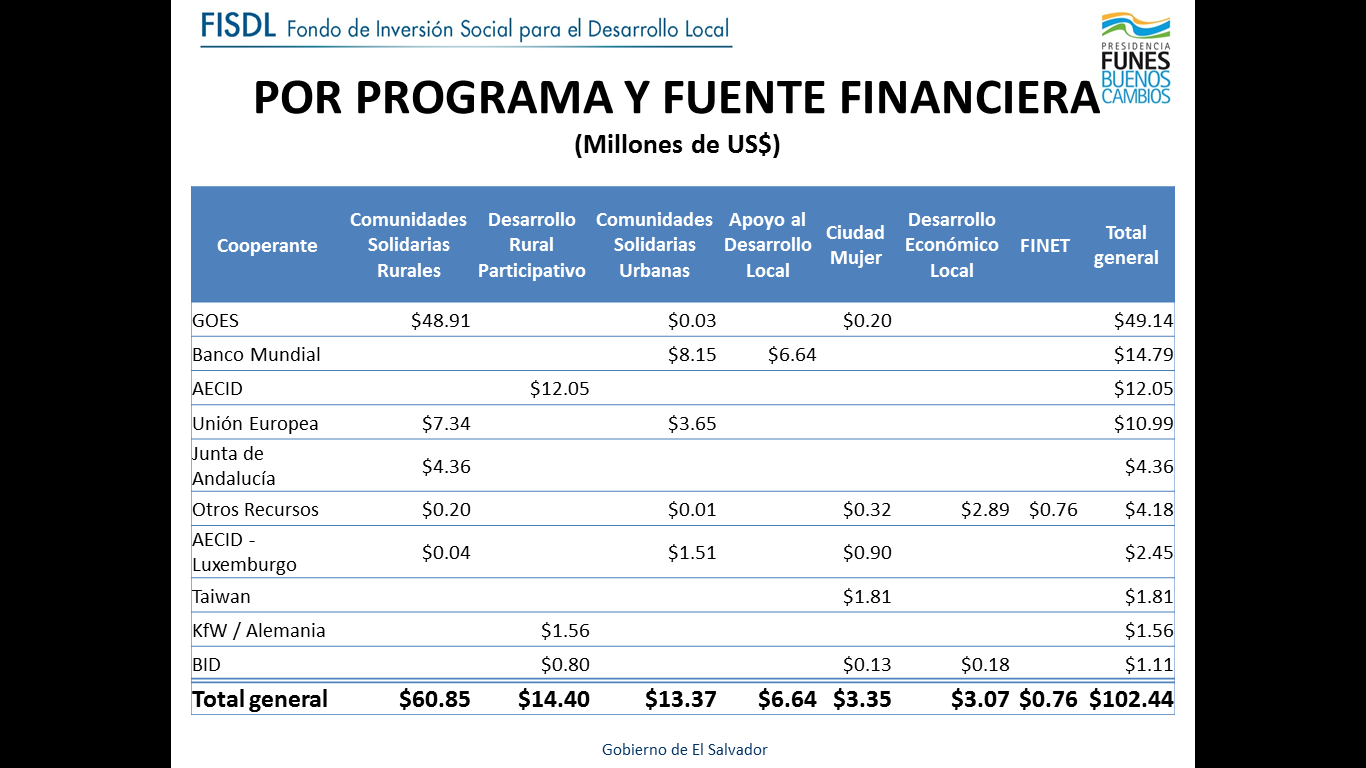 FISDL Fondo de Inversión Social para el Desarrollo Local
PRESIDENCIA
FUNES
BUENOS
CAMBIOS
POR PROGRAMA Y FUENTE FINANCIERA
(Millones de US$)
Cooperante Comunidades Solidarias Rurales Desarrollo Rural Participativo Comunidades Solidarias Urbanas Apoyo al Desarrollo Local Ciudad Mujer Desarrollo Económico Local FINET Total general
GOES $48.91 $0.03 $0.20 $49.14
Banco Mundial $8.15 $6.64 $14.79
AECID $12.05 $12.05
Unión Europea $7.34 $3.65 $10.99
Junta de Andalucía $4.36 $4.36
Otros Recursos $0.20 $0.01 $0.32 $2.89 $0.76 $4.18
AECID - Luxemburgo $0.04 $1.51 $0.90 $2.45
Taiwan $1.81 $1.81
KfW / Alemania $1.56 $1.56
BID $0.80 $0.13 $0.18 $1.11
Total general $60.85 $14.40 $13.37 $6.64 $3.35 $3.07 $0.76 $102.44
Gobierno de El Salvador